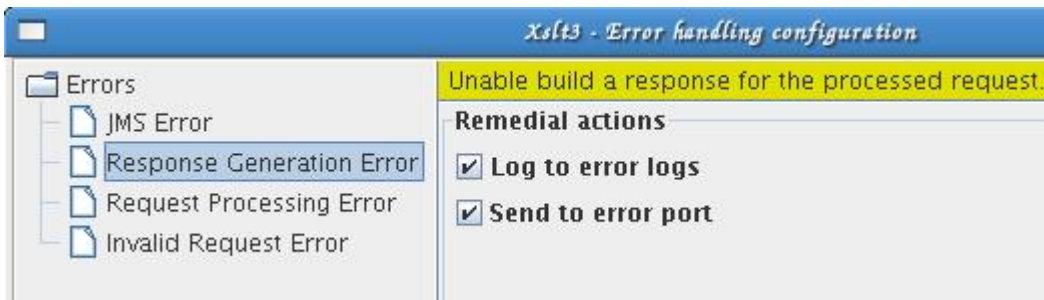 Xslt3 - Error handling configuration
Errors
JMS Error
Response Generation Error
Request Processing Error
Invalid Request Error
Unable build a response for the processed request.
Remedial actions
Log to error logs
Send to error port